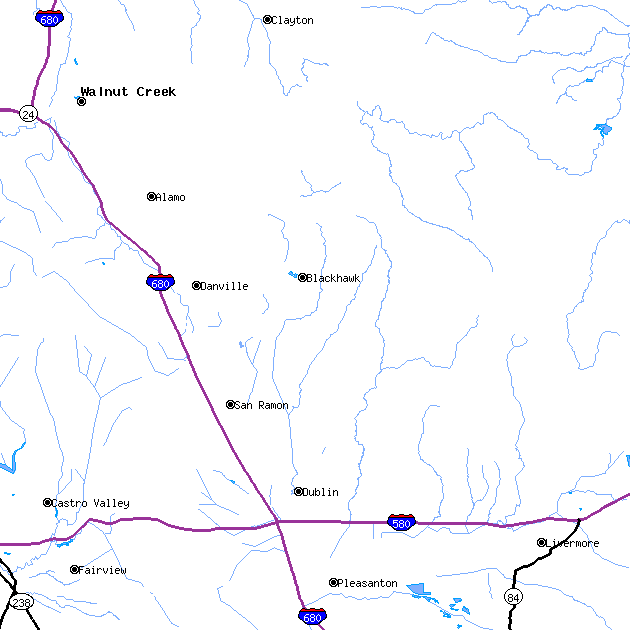 680
Clayton
Walnut Creek
24
Alamo
Blackhawk
680
Danville
San Ramon
Dublin
Castro Valley
580
Livermore
Fairview
Pleasanton
84
238
680